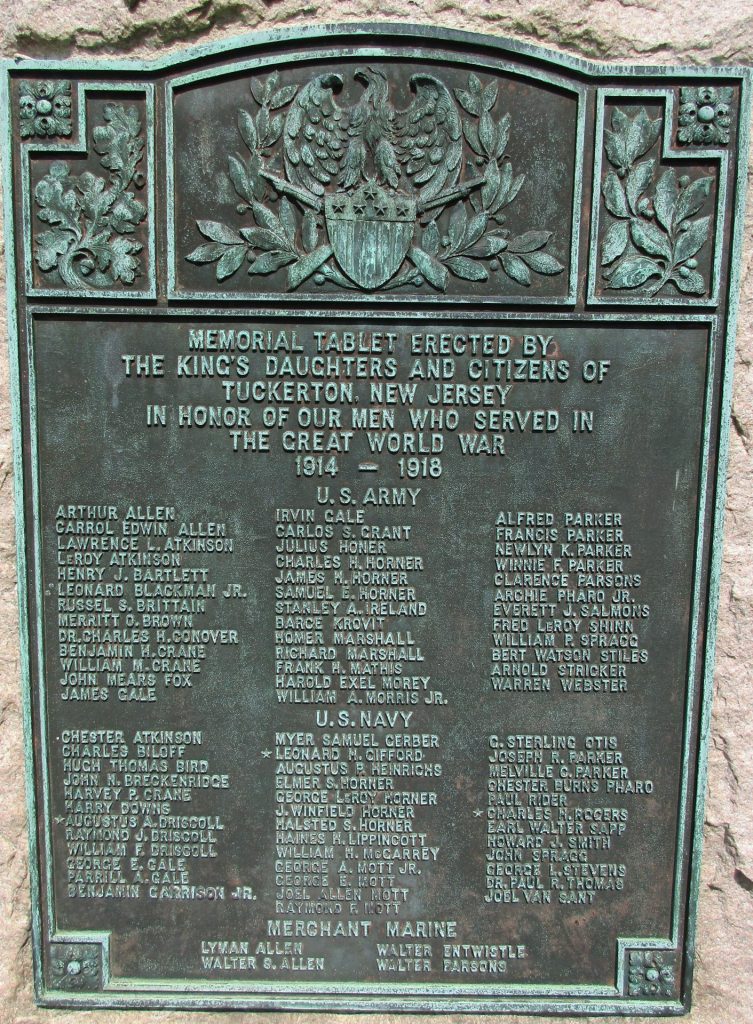 MEMORIAL TABLET ERECTED BY
THE KING'S DAUGHTERS AND CITIZENS OF
TUCKERTON, NEW JERSEY
IN HONOR OF OUR MEN WHO SERVED IN
THE GREAT WORLD WAR
1914 — 1918
U.S. ARMY
ARTHUR ALLEN
CARROL EDWIN ALLEN
LAWRENCE L. ATKINSON
LEROY ATKINSON
HENRY J. BARTLETT
LEONARD BLACKMAN JR.
RUSSEL S. BRITTAIN
MERRITT O. BROWN
DR. CHARLES H. CONOVER
BENJAMIN H. CRANE
WILLIAM M. CRANE
JOHN MEARS FOX
JAMES GALE
IRVIN GALE
CARLOS S. GRANT
JULIUS HONER
CHARLES H. HORNER
JAMES H. HORNER
SAMUEL E. HORNER
STANLEY A. IRELAND
BARCE KROVIT
HOMER MARSHALL
RICHARD MARSHALL
FRANK H. MATHIS
HAROLD EXEL MOREY
WILLIAM A. MORRIS JR.
ALFRED PARKER
FRANCIS PARKER
NEWLYN K. PARKER
WINNIE F. PARKER
CLARENCE PARSONS
ARCHIE PHARO JR.
EVERETT J. SALMONS
FRED LEROY SHINN
WILLIAM P. SPRAGG
BERT WATSON STILES
ARNOLD STRICKER
WARREN WEBSTER
U.S. NAVY
CHESTER ATKINSON
CHARLES BILOFF
HUGH THOMAS BIRD
JOHN N. BRECKENRIDGE
HARVEY P. CRANE
HARRY DOWNS
*AUGUSTUS A. DRISCOLL
RAYMOND J. DRISCOLL
WILLIAM F. DRISCOLL
GEORGE E. GALE
PARRILL A. GALE
BENJAMIN GARRISON JR.
MYER SAMUEL GERBER
*LEONARD H. GIFFORD
AUGUSTUS P. HEINRICHS
ELMER S. HORNER
GEORGE LEROY HORNER
J. WINFIELD HORNER
HALSTED S. HORNER
HAINES H. LIPPINCOTT
WILLIAM H. McGARREY
GEORGE A. MOTT JR.
GEORGE E. MOTT
JOEL ALLEN MOTT
RAYMOND F. MOTT
G. STERLING OTIS
JOSEPH K. PARKER
MELVILLE C. PARKER
CHESTER BURNS PHARO
PAUL RIDER
*CHARLES H. ROGERS
EARL WALTER SAPP
HOWARD J. SMITH
JOHN SPRAGG
GEORGE L. STEVENS
DR. PAUL R. THOMAS
JOEL VAN SANT
MERCHANT MARINE
LYMAN ALLEN
WALTER S. ALLEN
WALTER ENTWISTLE
WALTER PARSONS